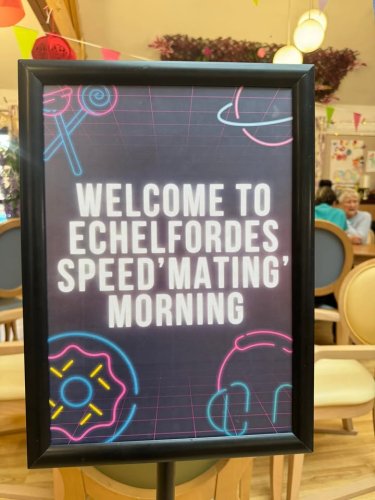 WELCOME TO
ECHELFORDES
SPEED'MATING'
MORNING